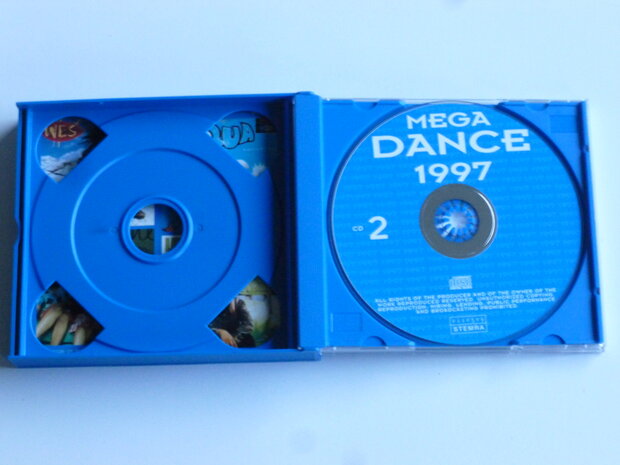 MEGA
DANCE
1997
CD 2
ALL RIGHTS OF THE PRODUCER AND OF THE OWNER OF THE
WORK REPRODUCED RESERVED. UNAUTHORIZED COPYING
REPRODUCTION, HIRING, LENDING, PUBLIC PERFORMANCE
AND BROADCASTING PROHIBITED
STEMRA